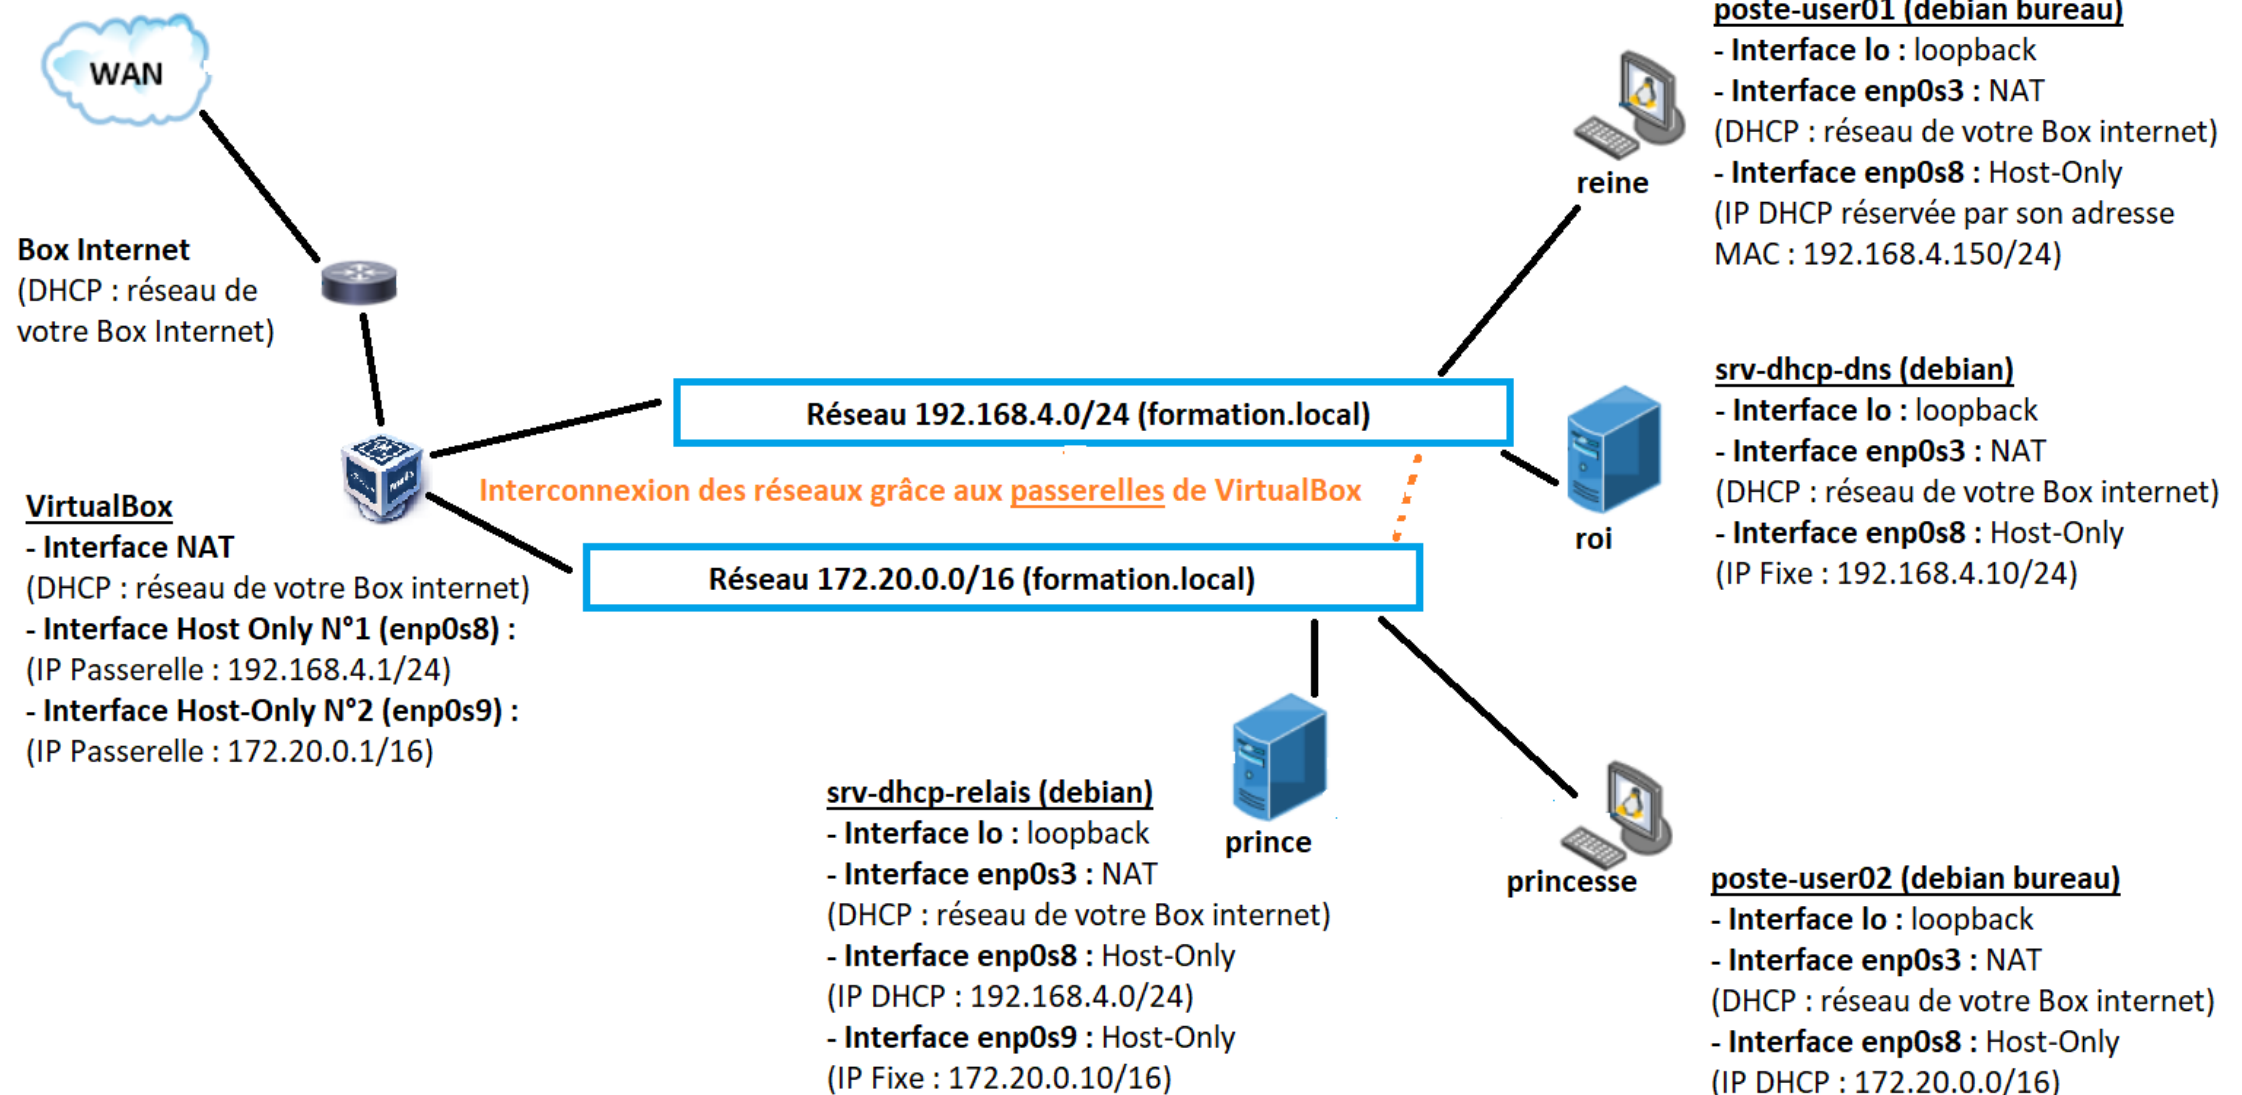 WAN
Box Internet
(DHCP : réseau de
votre Box Internet)
VirtualBox
- Interface NAT
(DHCP : réseau de votre Box internet)
- Interface Host Only N°1 (enp0s8) :
(IP Passerelle : 192.168.4.1/24)
- Interface Host-Only N°2 (enp0s9) :
(IP Passerelle : 172.20.0.1/16)
Réseau 192.168.4.0/24 (formation.local)
Interconnexion des réseaux grâce aux passerelles de VirtualBox
Réseau 172.20.0.0/16 (formation.local)
reine
poste-user01 (debian bureau)
- Interface lo : loopback
- Interface enp0s3 : NAT
(DHCP : réseau de votre Box internet)
- Interface enp0s8 : Host-Only
(IP DHCP réservée par son adresse
MAC : 192.168.4.150/24)
roi
srv-dhcp-dns (debian)
- Interface lo : loopback
- Interface enp0s3 : NAT
(DHCP : réseau de votre Box internet)
- Interface enp0s8 : Host-Only
(IP Fixe : 192.168.4.10/24)
prince
srv-dhcp-relais (debian)
- Interface lo : loopback
- Interface enp0s3 : NAT
(DHCP : réseau de votre Box internet)
- Interface enp0s8 : Host-Only
(IP DHCP : 192.168.4.0/24)
- Interface enp0s9 : Host-Only
(IP Fixe : 172.20.0.10/16)
princesse
poste-user02 (debian bureau)
- Interface lo : loopback
- Interface enp0s3 : NAT
(DHCP : réseau de votre Box internet)
- Interface enp0s8 : Host-Only
(IP DHCP : 172.20.0.0/16)